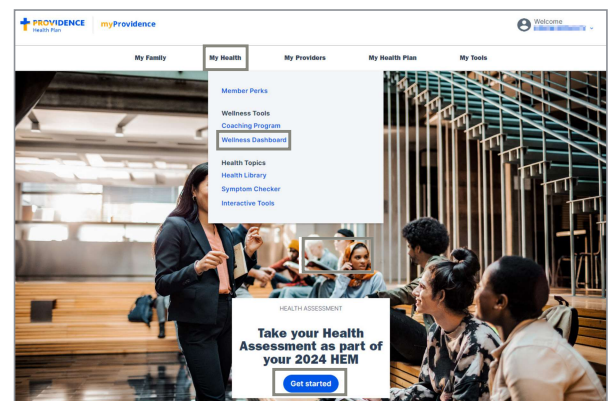 PROVIDENCE
Health Plan
myProvidence
Welcome
My Family
My Health
My Providers
My Health Plan
My Tools
Member Perks
Wellness Tools
Coaching Program
Wellness Dashboard
Health Topics
Health Library
Symptom Checker
Interactive Tools
HEALTH ASSESSMENT
Take your Health
Assessment as part of
your 2024 HEM
Get started